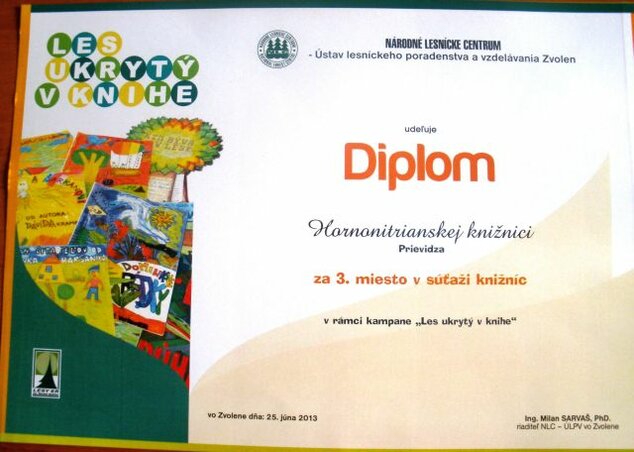 LES
UKRYTÝ
V KNIHE
NÁRODNÉ LESNÍCKE CENTRUM
- Ústav lesníckeho poradenstva a vzdelávania Zvolen
udeľuje
Diplom
Hornonitrianskej knižnici
Prievidza
za 3. miesto v súťaži knižníc
v rámci kampane „Les ukrytý v knihe“
OD AUTORA
vo Zvolene dňa: 25. júna 2013
Ing. Milan SARVAŠ, PhD.
riaditeľ NLC – ÚLPV vo Zvolene